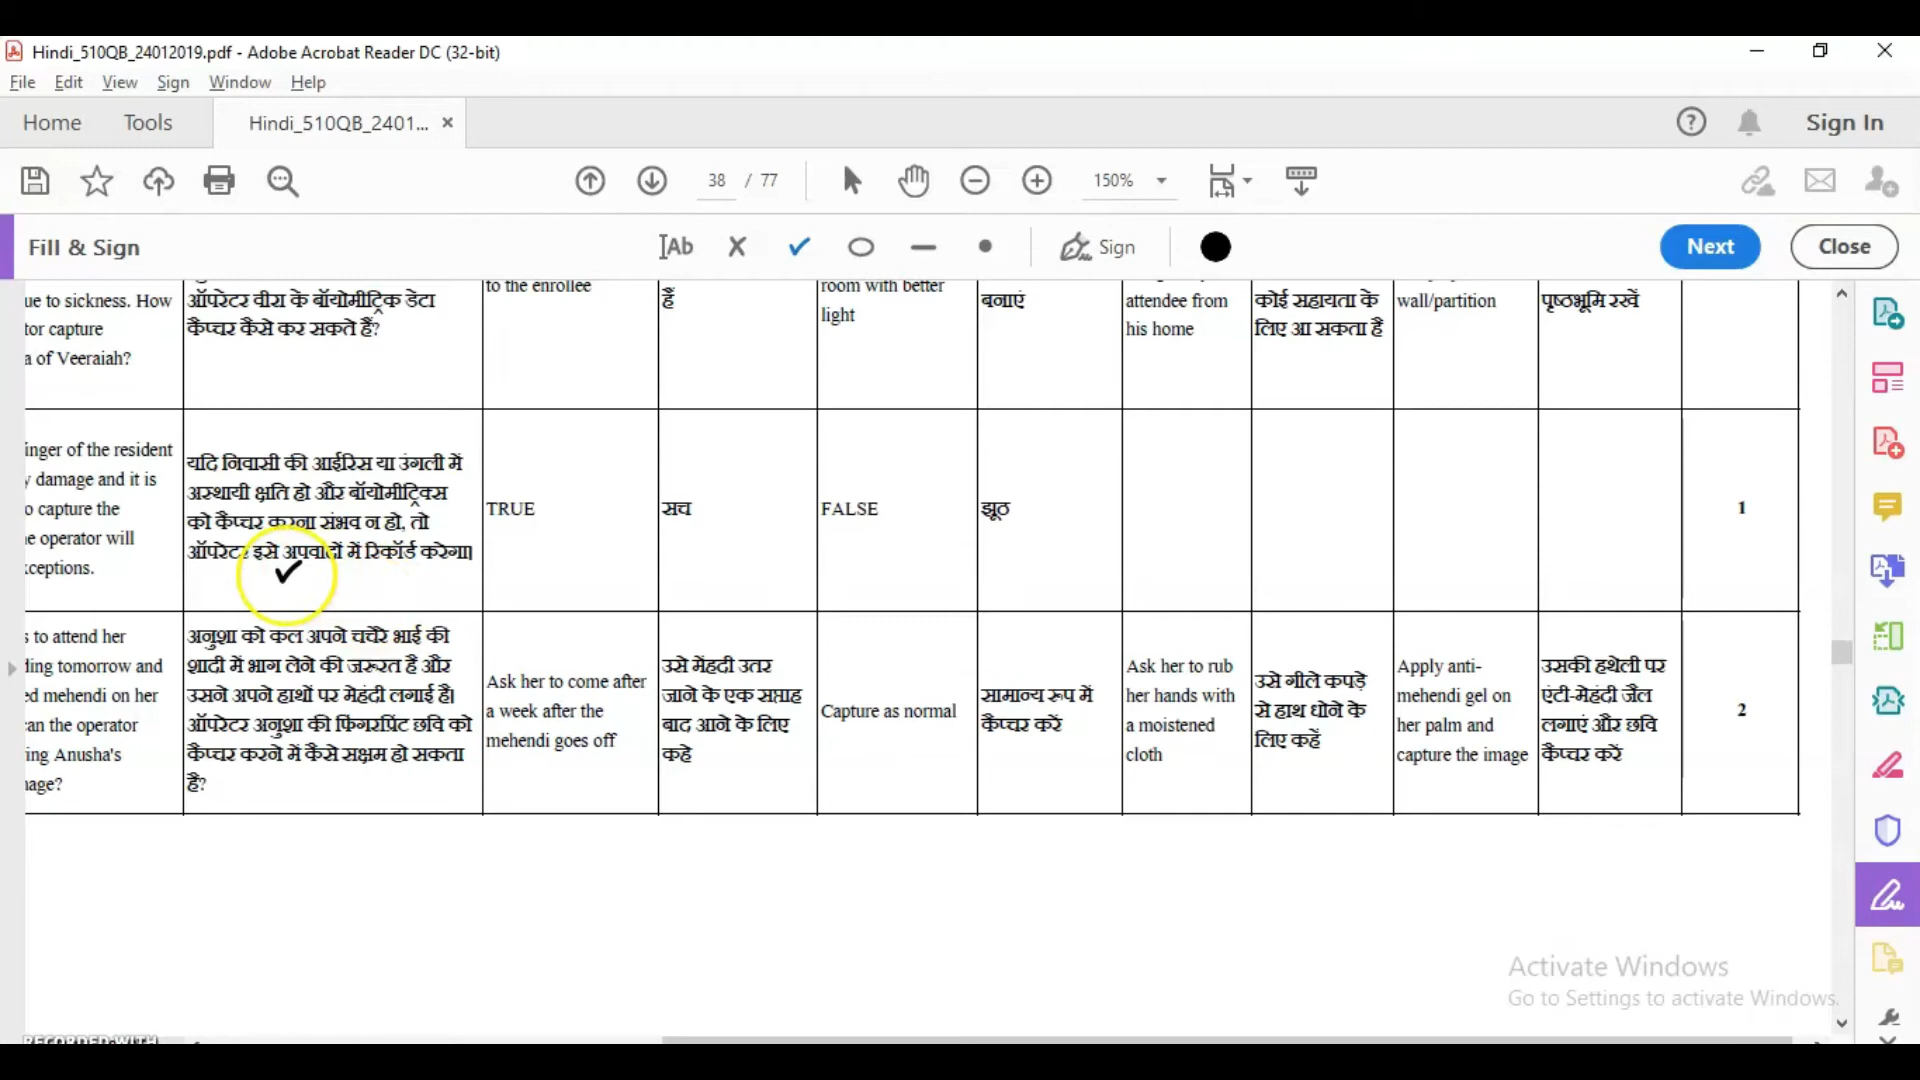 Hindi_510QB_24012019.pdf - Adobe Acrobat Reader DC (32-bit)
File Edit View Sign Window Help
Home Tools Hindi_510QB_2401... × Sign In
38 / 77 150%
Fill & Sign Ab Sign Next Close
ue to sickness. How
tor capture
a of Veeraiah?
ऑपरेटर वीरा के बॉयोमीट्रिक डेटा
कैप्चर कैसे कर सकते हैं?
to the enrollee
हैं
room with better
light
बनाएं
attendee from
his home
कोई सहायता के
लिए आ सकता हैं
wall/partition
पृष्ठभूमि रखें
inger of the resident
y damage and it is
o capture the
e operator will
ceptions.
यदि निवासी की आईरिस या उंगली में
अस्थायी क्षति हो और बॉयोमीट्रिक्स
को कैप्चर करना संभव न हो, तो
ऑपरेटर इसे अपवादों में रिकॉर्ड करेगा।
TRUE
सच
FALSE
झूठ
1
s to attend her
ding tomorrow and
ed mehendi on her
can the operator
ing Anusha's
nage?
अनुशा को कल अपने चचेरे भाई की
शादी में भाग लेने की जरूरत है और
उसने अपने हाथों पर मेहंदी लगाई है।
ऑपरेटर अनुशा की फिंगरप्रिंट छवि को
कैप्चर करने में कैसे सक्षम हो सकता
है?
Ask her to come after
a week after the
mehendi goes off
उसे मेंहदी उतर
जाने के एक सप्ताह
बाद आने के लिए
कहे
Capture as normal
सामान्य रूप में
कैप्चर करें
Ask her to rub
her hands with
a moistened
cloth
उसे गीले कपड़े
से हाथ धोने के
लिए कहें
Apply anti-
mehendi gel on
her palm and
capture the image
उसकी हथेली पर
एंटी-मेहंदी जैल
लगाएं और छवि
कैप्चर करें
2
Activate Windows
Go to Settings to activate Windows.
RECORDED WITH